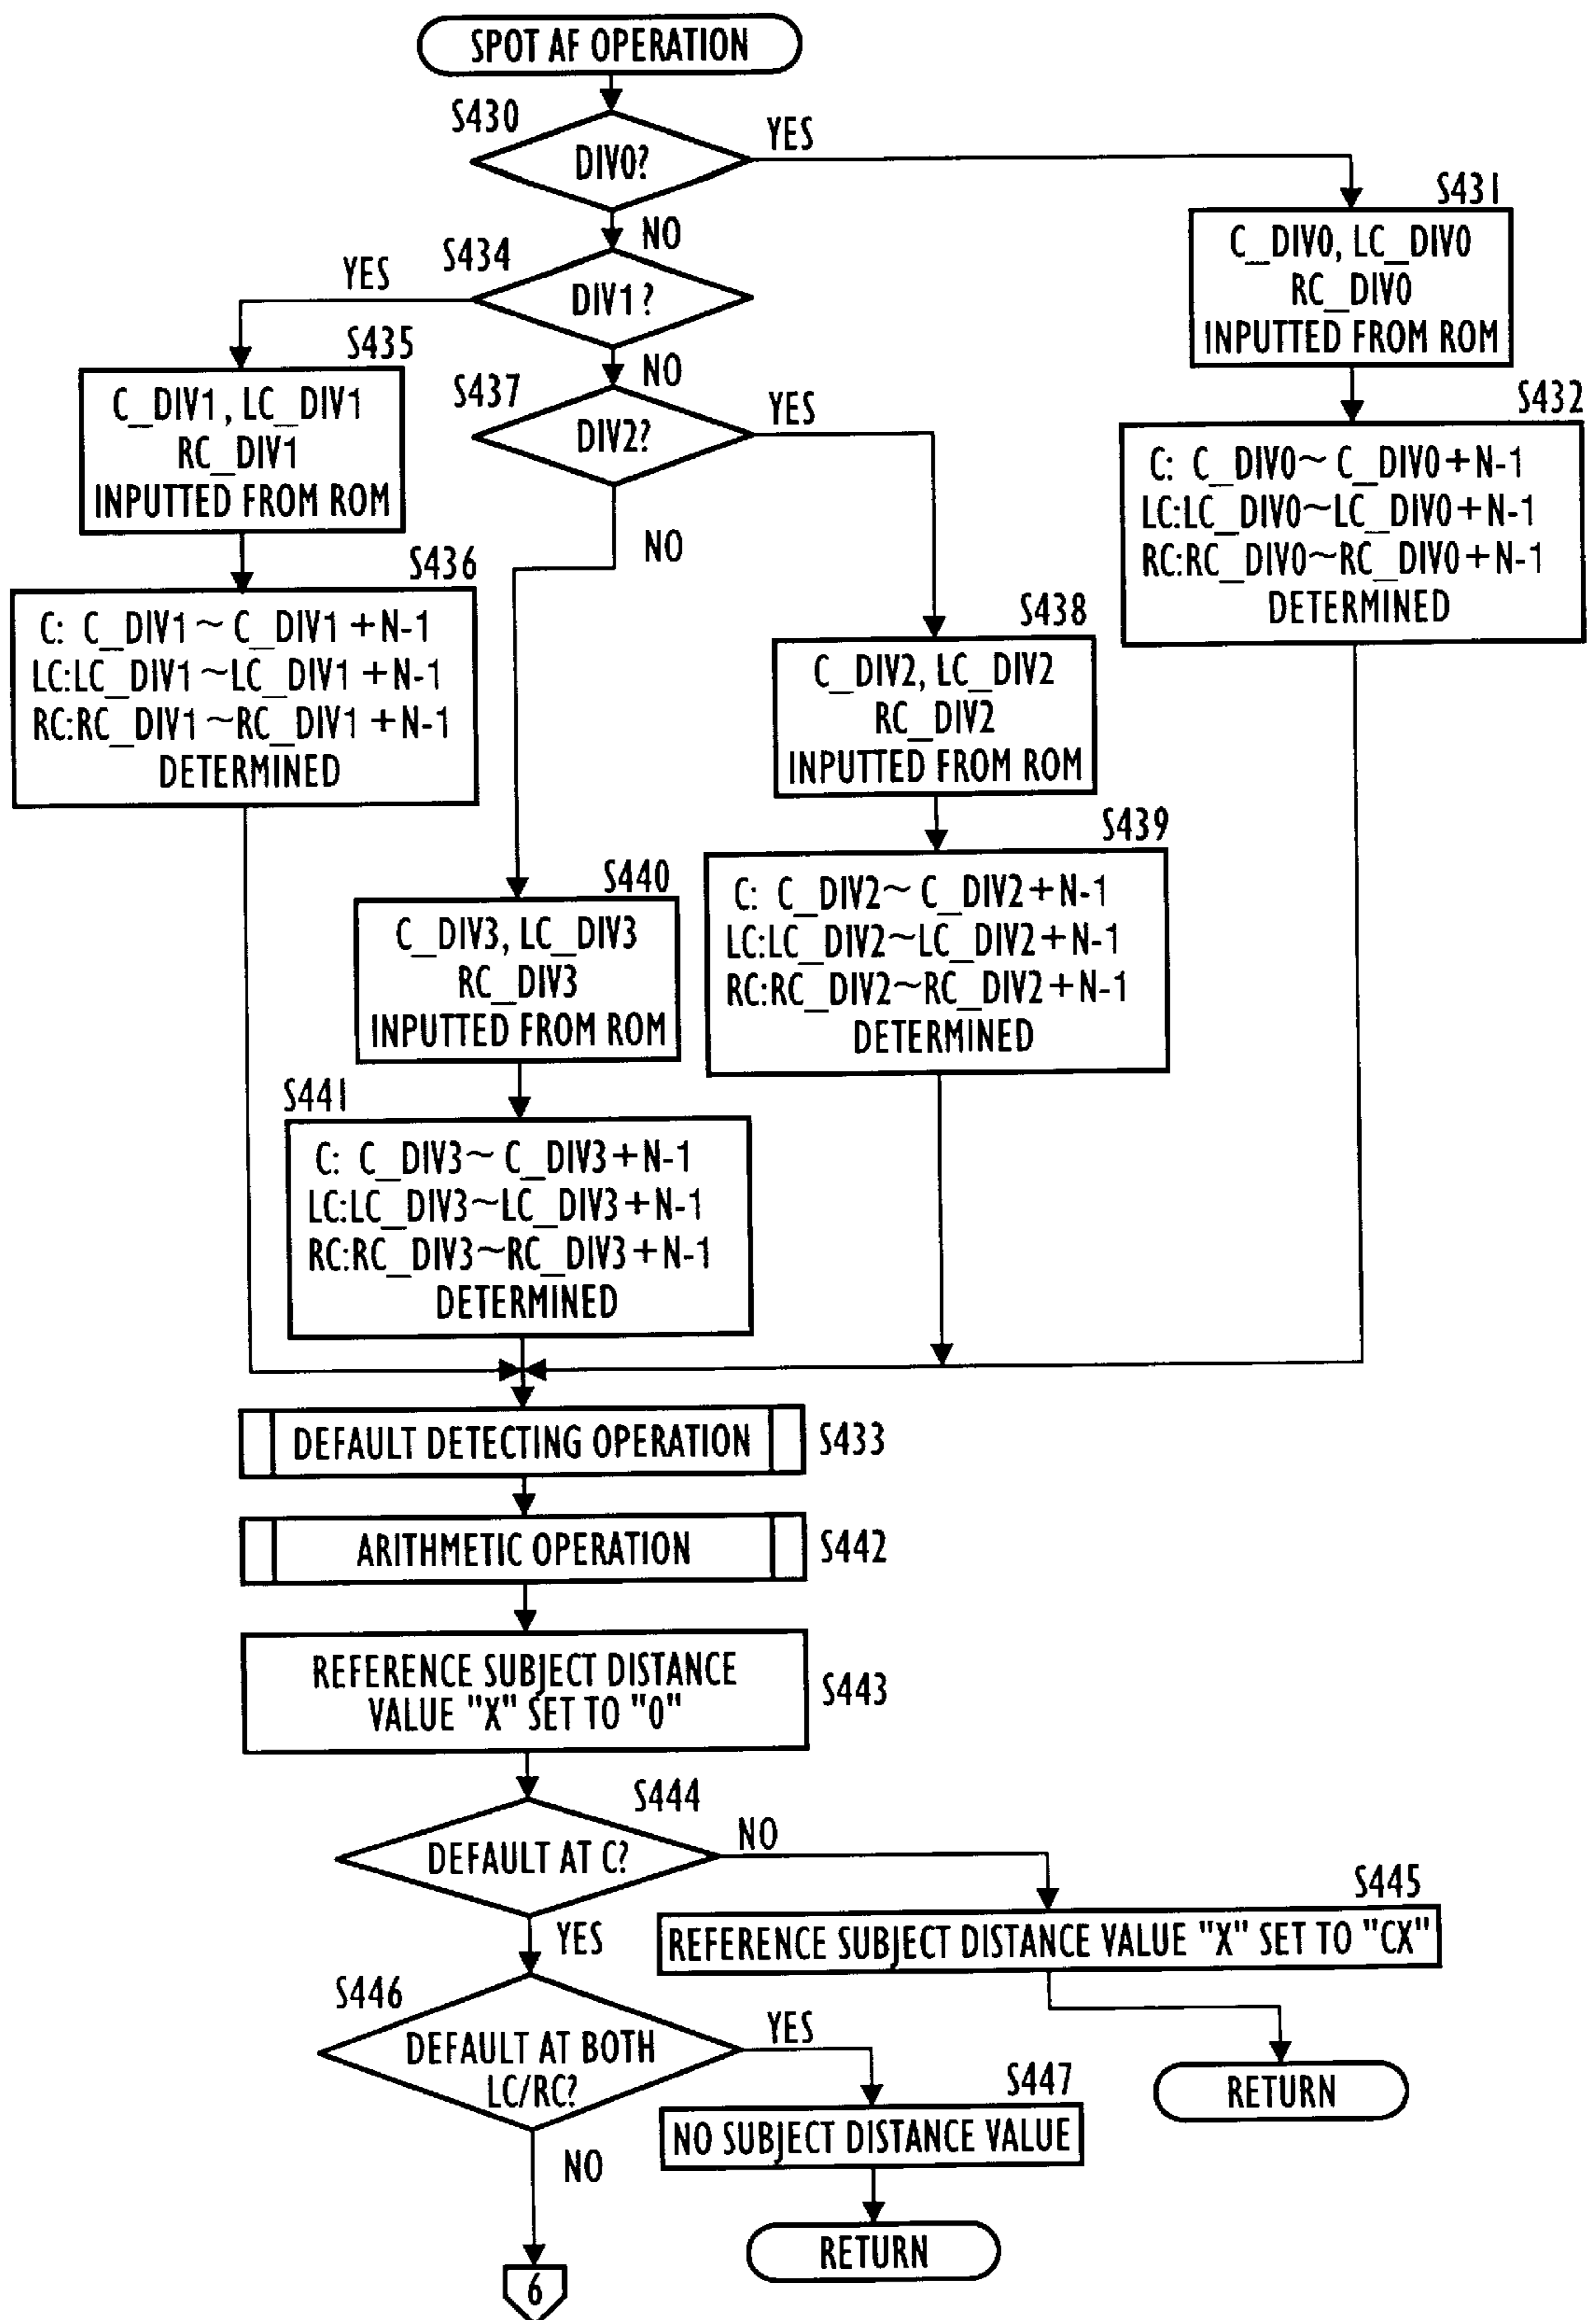 SPOT AF OPERATION
S430
DIV0?
YES
NO
S431
C_DIV0, LC_DIV0
RC_DIV0
INPUTTED FROM ROM
S432
C: C_DIV0~ C_DIV0+N-1
LC:LC_DIV0~LC_DIV0+N-1
RC:RC_DIV0~RC_DIV0+N-1
DETERMINED
S434
DIV1?
YES
NO
S435
C_DIV1, LC_DIV1
RC_DIV1
INPUTTED FROM ROM
S436
C: C_DIV1~ C_DIV1+N-1
LC:LC_DIV1~LC_DIV1+N-1
RC:RC_DIV1~RC_DIV1+N-1
DETERMINED
S437
DIV2?
YES
NO
S438
C_DIV2, LC_DIV2
RC_DIV2
INPUTTED FROM ROM
S439
C: C_DIV2~ C_DIV2+N-1
LC:LC_DIV2~LC_DIV2+N-1
RC:RC_DIV2~RC_DIV2+N-1
DETERMINED
S440
C_DIV3, LC_DIV3
RC_DIV3
INPUTTED FROM ROM
S441
C: C_DIV3~ C_DIV3+N-1
LC:LC_DIV3~LC_DIV3+N-1
RC:RC_DIV3~RC_DIV3+N-1
DETERMINED
DEFAULT DETECTING OPERATION
S433
ARITHMETIC OPERATION
S442
REFERENCE SUBJECT DISTANCE
VALUE "X" SET TO "0"
S443
S444
DEFAULT AT C?
NO
YES
S445
REFERENCE SUBJECT DISTANCE VALUE "X" SET TO "CX"
RETURN
S446
DEFAULT AT BOTH
LC/RC?
YES
NO
S447
NO SUBJECT DISTANCE VALUE
RETURN
6